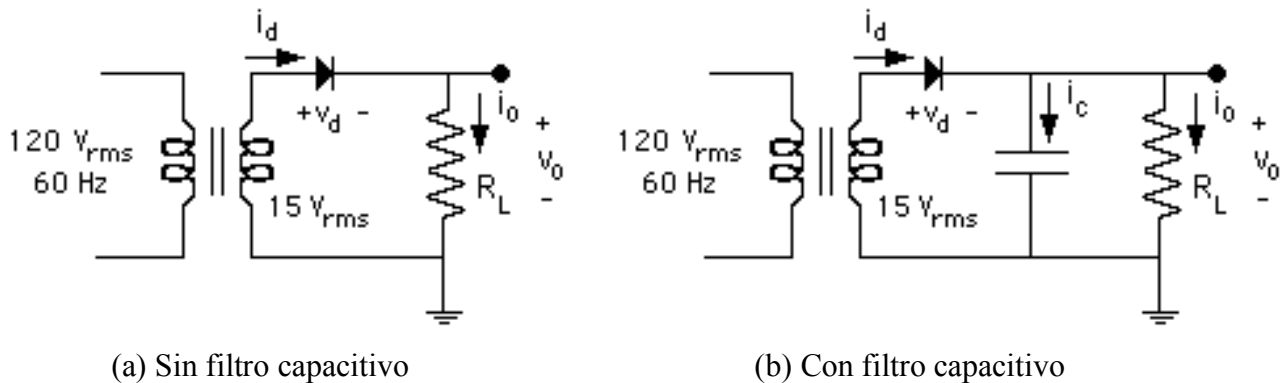 i_d
+v_d -
120 V_rms
60 Hz
15 V_rms
R_L
i_o
+
v_o
-
(a) Sin filtro capacitivo
i_d
+v_d -
120 V_rms
60 Hz
15 V_rms
i_c
R_L
i_o
+
v_o
-
(b) Con filtro capacitivo